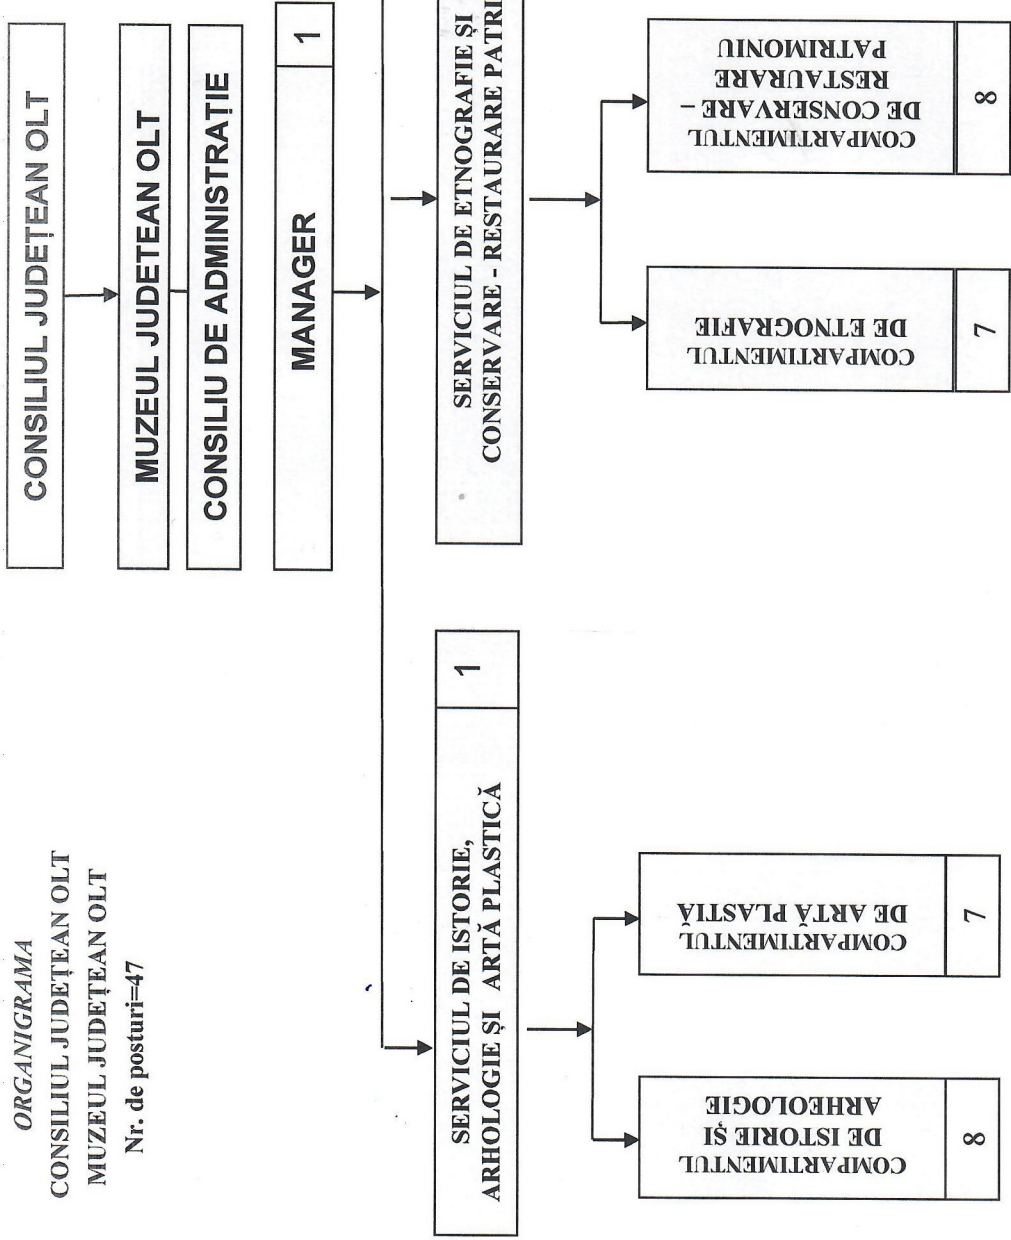 ORGANIGRAMA
CONSILIUL JUDEȚEAN OLT
MUZEUL JUDEȚEAN OLT
Nr. de posturi=47
CONSILIUL JUDEȚEAN OLT
MUZEUL JUDETEAN OLT
CONSILIU DE ADMINISTRAȚIE
MANAGER
1
SERVICIUL DE ISTORIE,
ARHOLOGIE ȘI ARTĂ PLASTICĂ
1
SERVICIUL DE ETNOGRAFIE ȘI
CONSERVARE - RESTAURARE PATRI
COMPARTIMENTUL
DE ISTORIE ȘI
ARHEOLOGIE
8
COMPARTIMENTUL
DE ARTĂ PLASTIĂ
7
COMPARTIMENTUL
DE ETNOGRAFIE
7
COMPARTIMENTUL
DE CONSERVARE –
RESTAURARE
PATRIMONIU
8